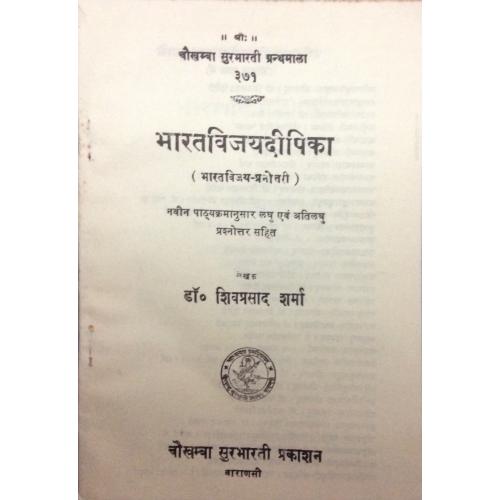 ॥ श्रीः ॥
चौखम्बा सुरभारती ग्रन्थमाला
३७१
भारतविजयदीपिका
( भारतविजय-प्रनोत्तरी )
नवीन पाठ्यक्रमानुसार लघु एवं अतिलघु
प्रश्नोत्तर सहित
लेखक
डॉ० शिवप्रसाद शर्मा
चौखम्बा सुरभारती प्रकाशन
वाराणसी